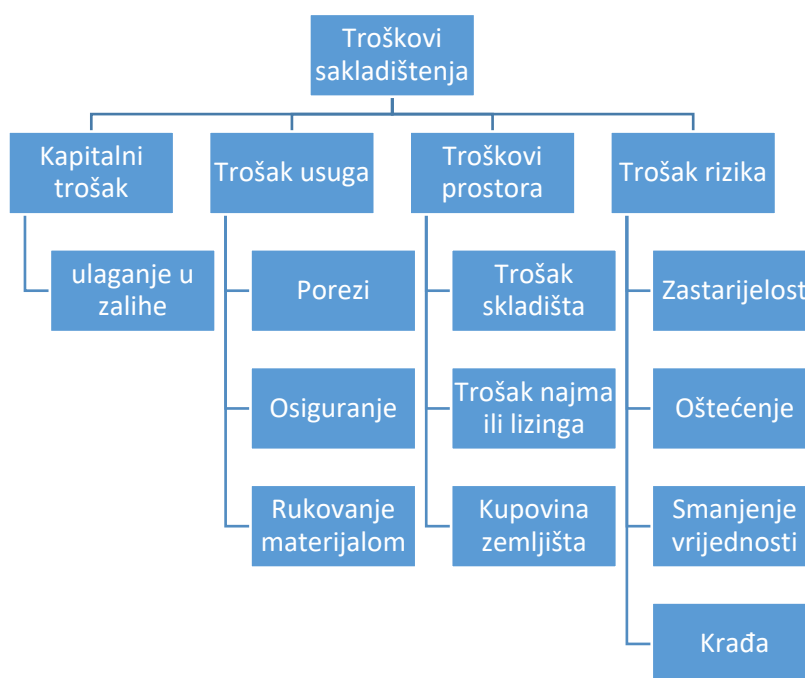 Troškovi
sakladištenja
Kapitalni
trošak
ulaganje u
zalihe
Trošak usuga
Porezi
Osiguranje
Rukovanje
materijalom
Troškovi
prostora
Trošak
skladišta
Trošak najma
ili lizinga
Kupovina
zemljišta
Trošak rizika
Zastarijelost
Oštećenje
Smanjenje
vrijednosti
Krađa